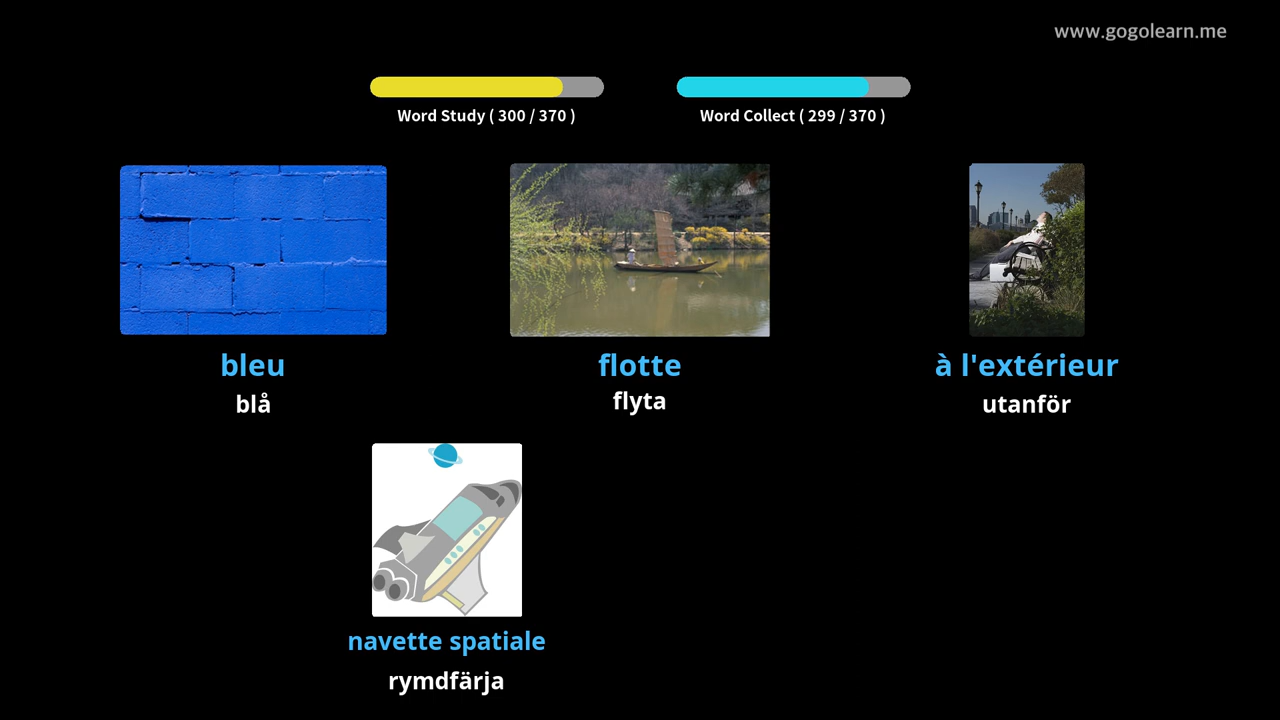 www.gogolearn.me
Word Study ( 300 / 370 )
Word Collect ( 299 / 370 )
bleu
blå
flotte
flyta
à l'extérieur
utanför
navette spatiale
rymdfärja